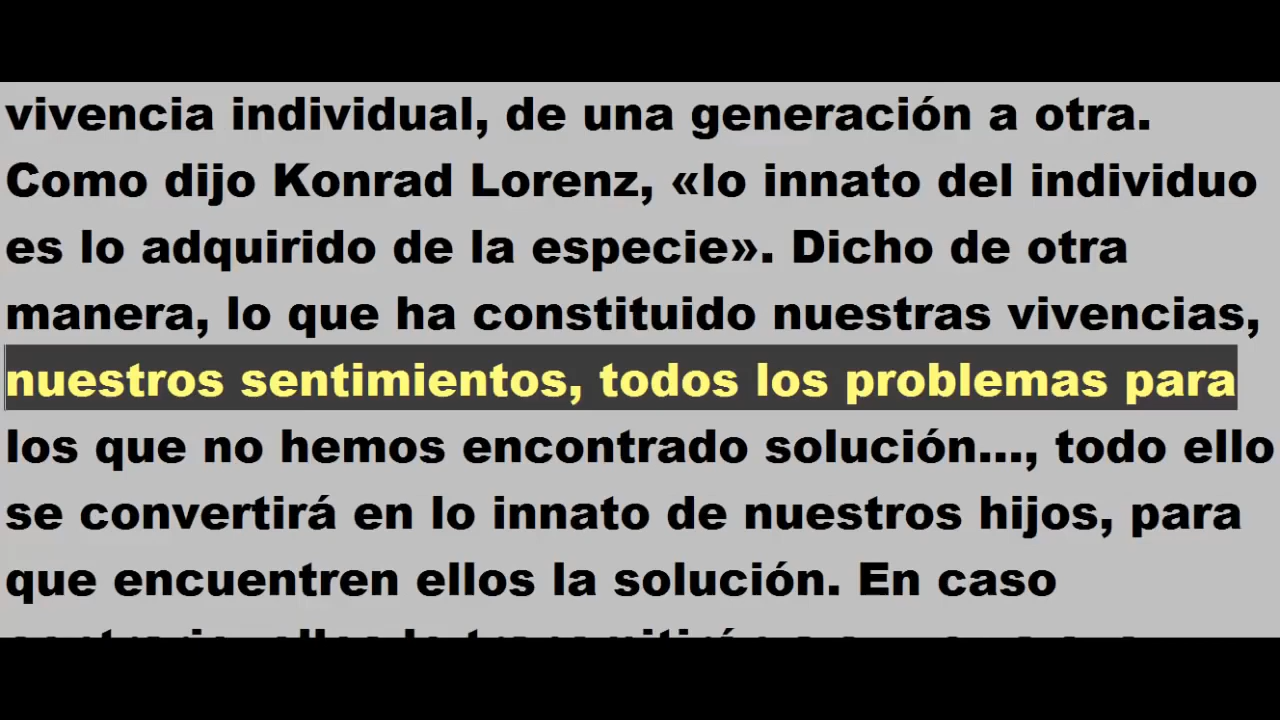 vivencia individual, de una generación a otra.
Como dijo Konrad Lorenz, «lo innato del individuo
es lo adquirido de la especie». Dicho de otra
manera, lo que ha constituido nuestras vivencias,
nuestros sentimientos, todos los problemas para
los que no hemos encontrado solución..., todo ello
se convertirá en lo innato de nuestros hijos, para
que encuentren ellos la solución. En caso